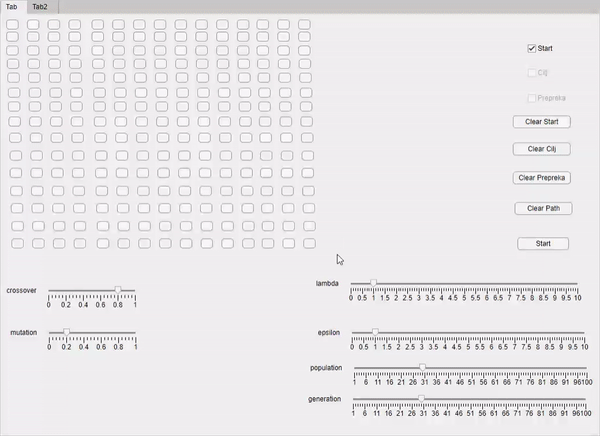 Tab Tab2
Start
Cilj
Prepreka
Clear Start
Clear Cilj
Clear Prepreka
Clear Path
Start
crossover
0 0.2 0.4 0.6 0.8 1
mutation
0 0.2 0.4 0.6 0.8 1
lambda
0 0.5 1 1.5 2 2.5 3 3.5 4 4.5 5 5.5 6 6.5 7 7.5 8 8.5 9 9.5 10
epsilon
0 0.5 1 1.5 2 2.5 3 3.5 4 4.5 5 5.5 6 6.5 7 7.5 8 8.5 9 9.5 10
population
1 6 11 16 21 26 31 36 41 46 51 56 61 66 71 76 81 86 91 96100
generation
1 6 11 16 21 26 31 36 41 46 51 56 61 66 71 76 81 86 91 96100